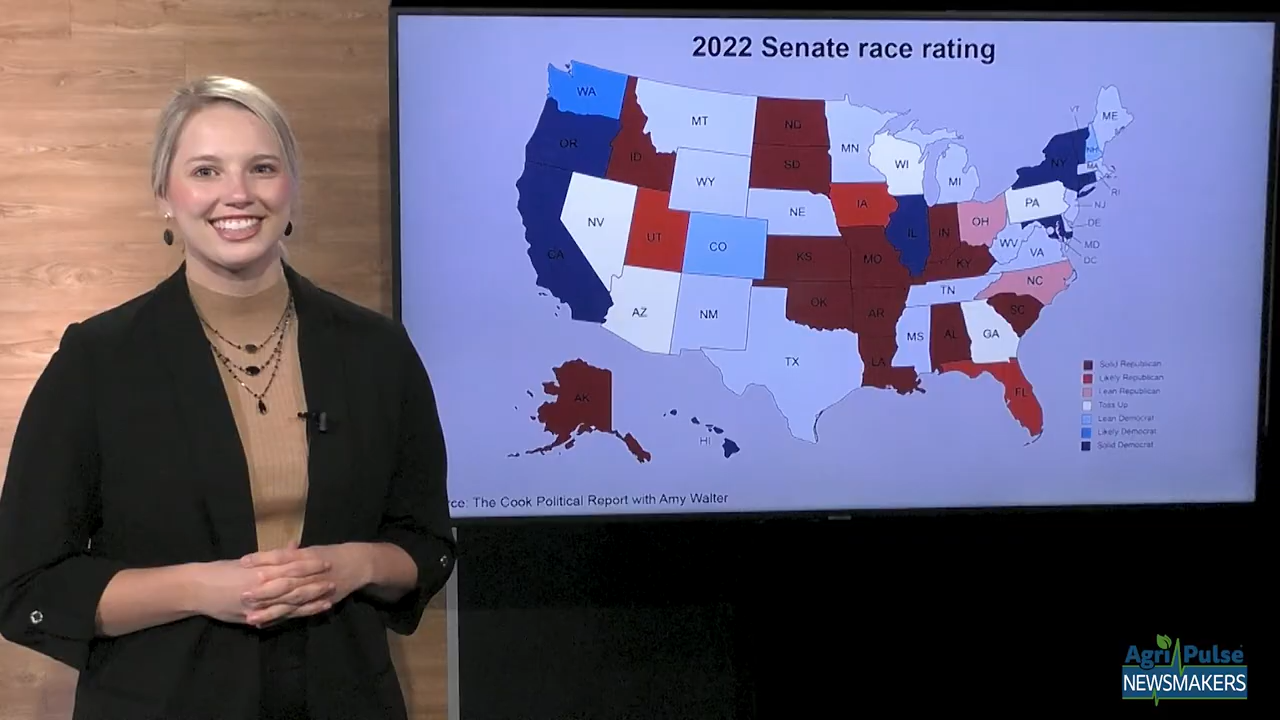 2022 Senate race rating
WA
MT
ND
ME
OR
ID
MN
SD
WI
NH
NY
MA
WY
MI
RI
IA
PA
NJ
NE
NV
OH
DE
UT
CO
IL
IN
WV
MD
VA
DC
CA
KS
MO
KY
NC
TN
AZ
NM
OK
AR
SC
MS
AL
GA
TX
LA
FL
AK
HI
Solid Republican
Likely Republican
Lean Republican
Toss Up
Lean Democrat
Likely Democrat
Solid Democrat
rce: The Cook Political Report with Amy Walter
Agri Pulse
NEWSMAKERS